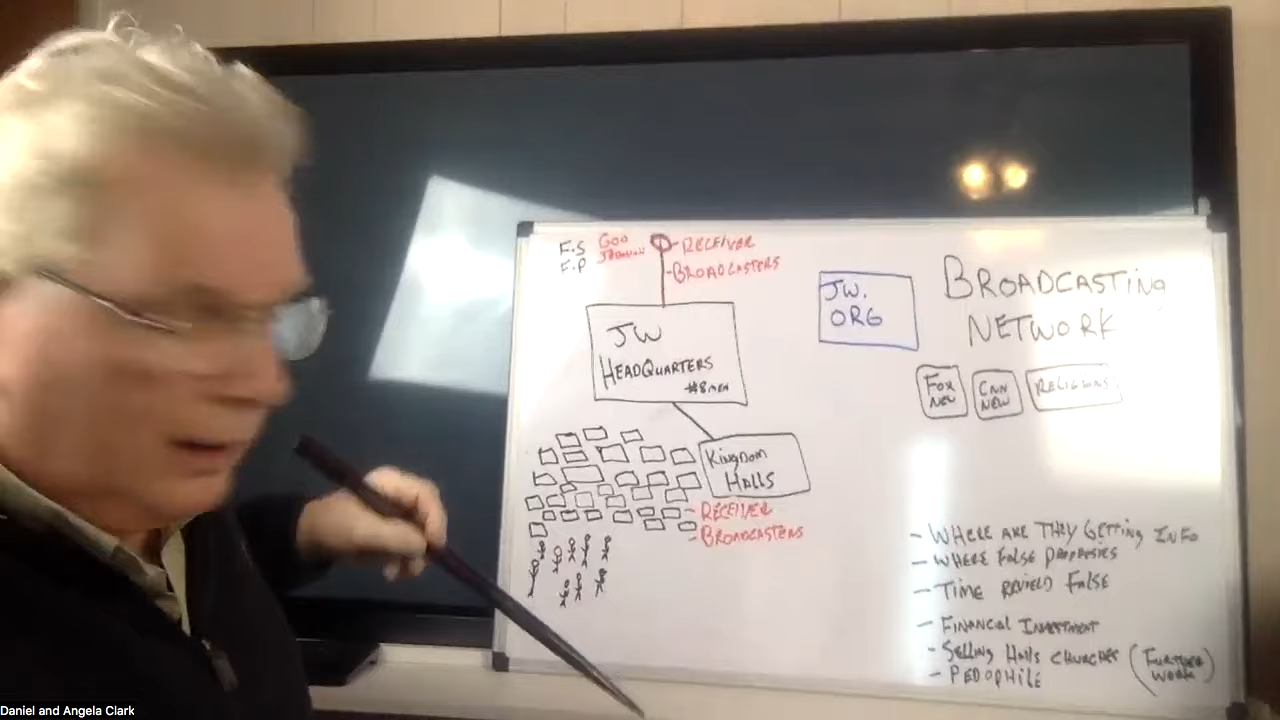 F.S GOD RECEIVER
F.P JEHOVAH BROADCASTERS
JW
HEADQUARTERS
#8 MEN
Kingdom
HALLS
RECEIVER
BROADCASTERS
JW.
ORG
BROADCASTING
NETWORK
FOX
NEW
CNN
NEW
RELIGIONS
- WHERE ARE THEY GETTING INFO
- WHERE FALSE
- TIME FALSE
- FINANCIAL INVESTMENT
- SELLING HALLS CHURCHES (FURTHER
WORK)
- PEDOPHILE
Daniel and Angela Clark